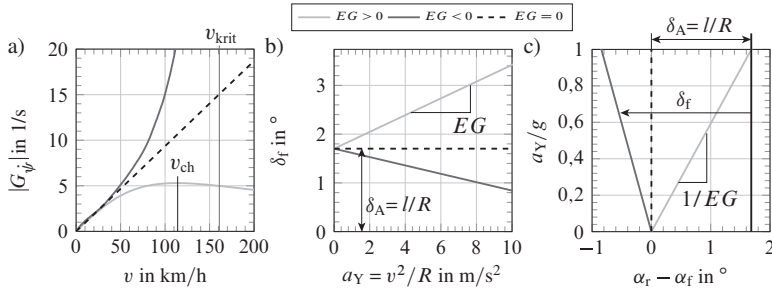 EG > 0 EG < 0 EG = 0
a)
20
15
10
5
0
0 50 100 150 200
|G_ψ̇| in 1/s
v in km/h
v_krit
v_ch
b)
3
2
1
0
0 2 4 6 8 10
δ_f in °
a_Y = v²/R in m/s²
EG
δ_A = l/R
c)
δ_A = l/R
1
0,8
0,6
0,4
0,2
0
−1 0 1 2
a_Y/g
α_r − α_f in °
δ_f
1/EG